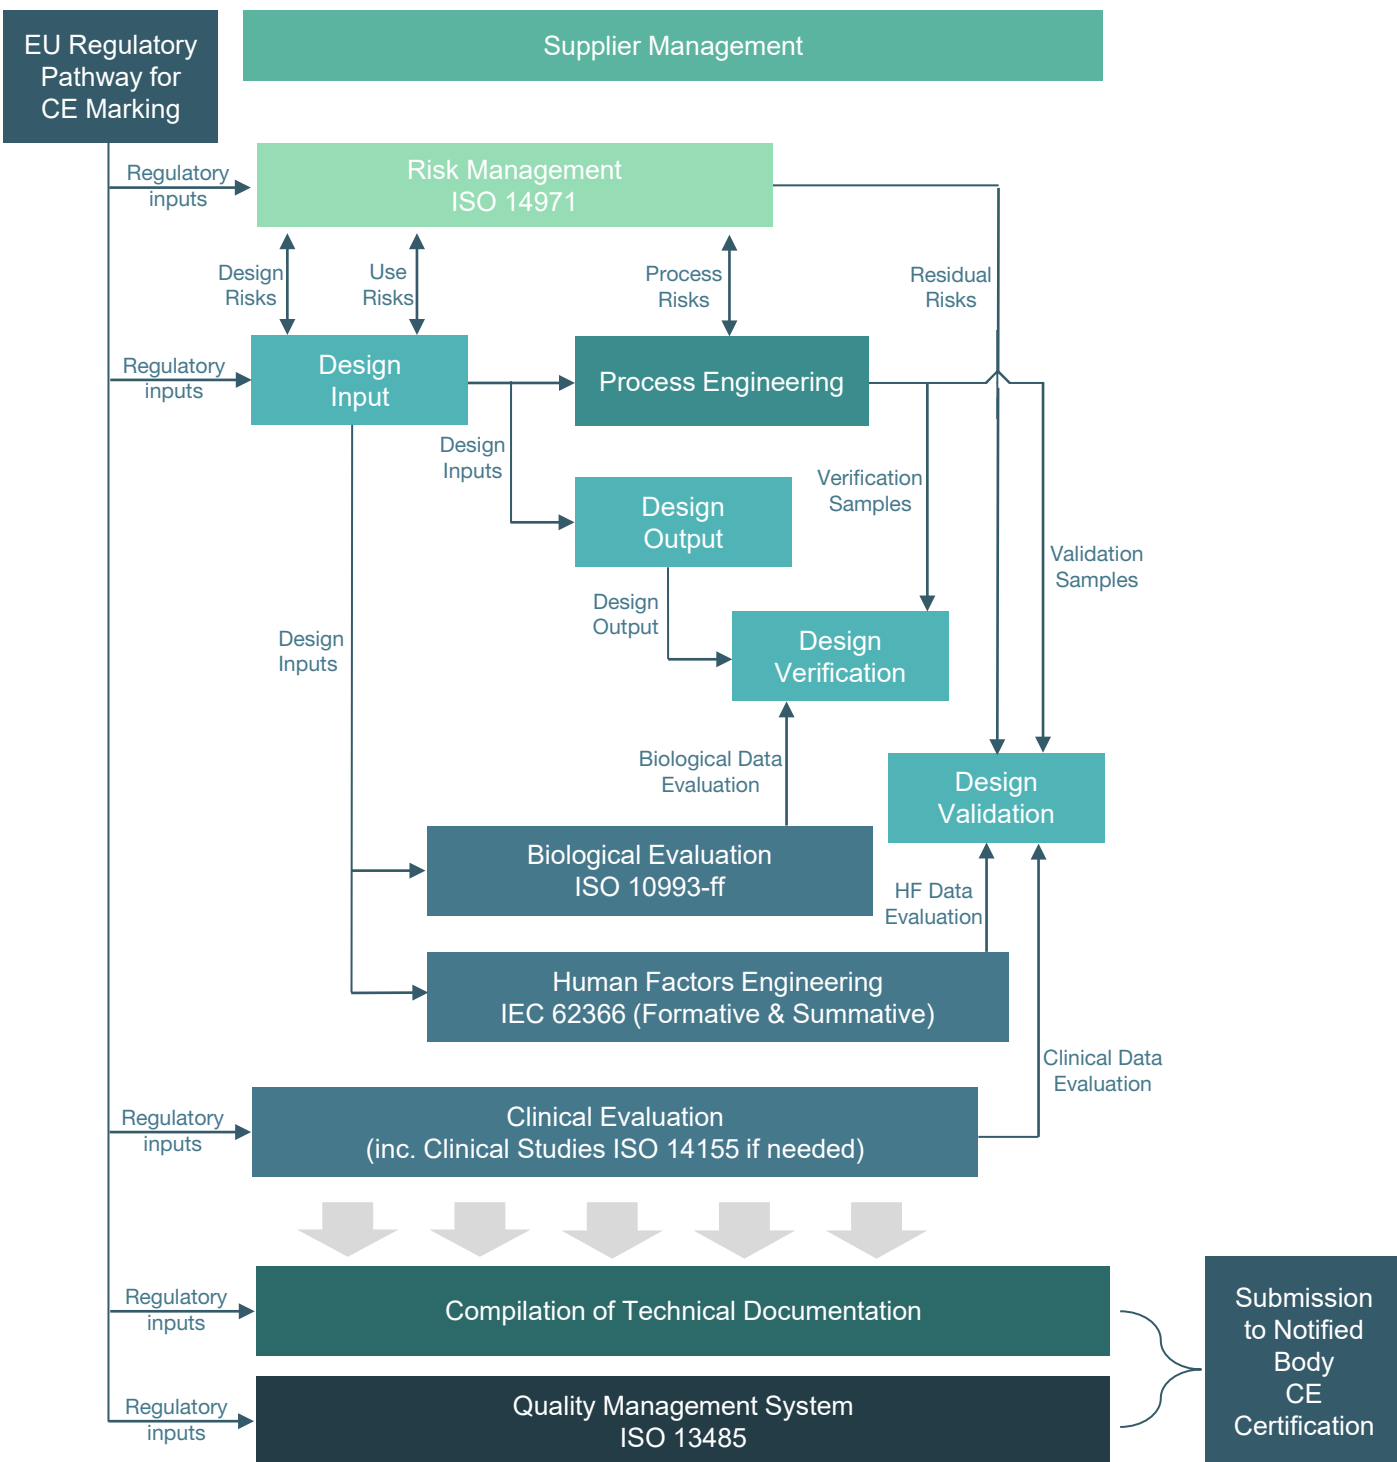 EU Regulatory
Pathway for
CE Marking
Supplier Management
Regulatory
inputs
Risk Management
ISO 14971
Design
Risks
Use
Risks
Process
Risks
Residual
Risks
Regulatory
inputs
Design
Input
Process Engineering
Design
Inputs
Design
Output
Verification
Samples
Validation
Samples
Design
Output
Design
Inputs
Design
Verification
Biological Data
Evaluation
Design
Validation
Biological Evaluation
ISO 10993-ff
HF Data
Evaluation
Human Factors Engineering
IEC 62366 (Formative & Summative)
Clinical Data
Evaluation
Regulatory
inputs
Clinical Evaluation
(inc. Clinical Studies ISO 14155 if needed)
Regulatory
inputs
Compilation of Technical Documentation
Submission
to Notified
Body
CE
Certification
Regulatory
inputs
Quality Management System
ISO 13485